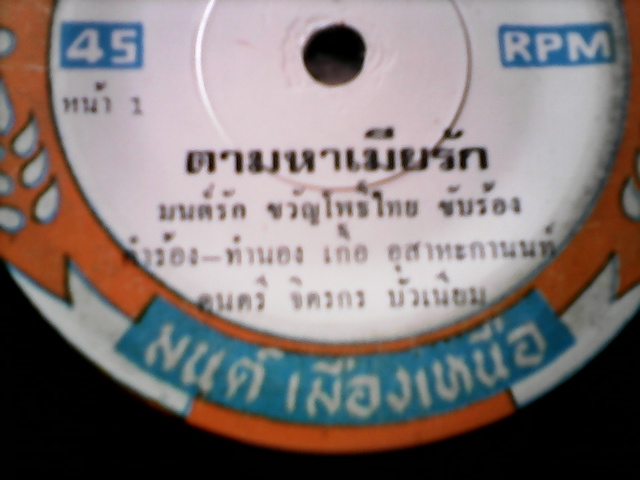 45 RPM
หน้า 1
ตามหาเมียรัก
มนต์รัก ขวัญโพธิ์ไทย ขับร้อง
คำร้อง-ทำนอง เกื้อ อุสาหะกานนท์
ดนตรี จิตรกร บัวเนียม
มนต์ เมืองเหนือ